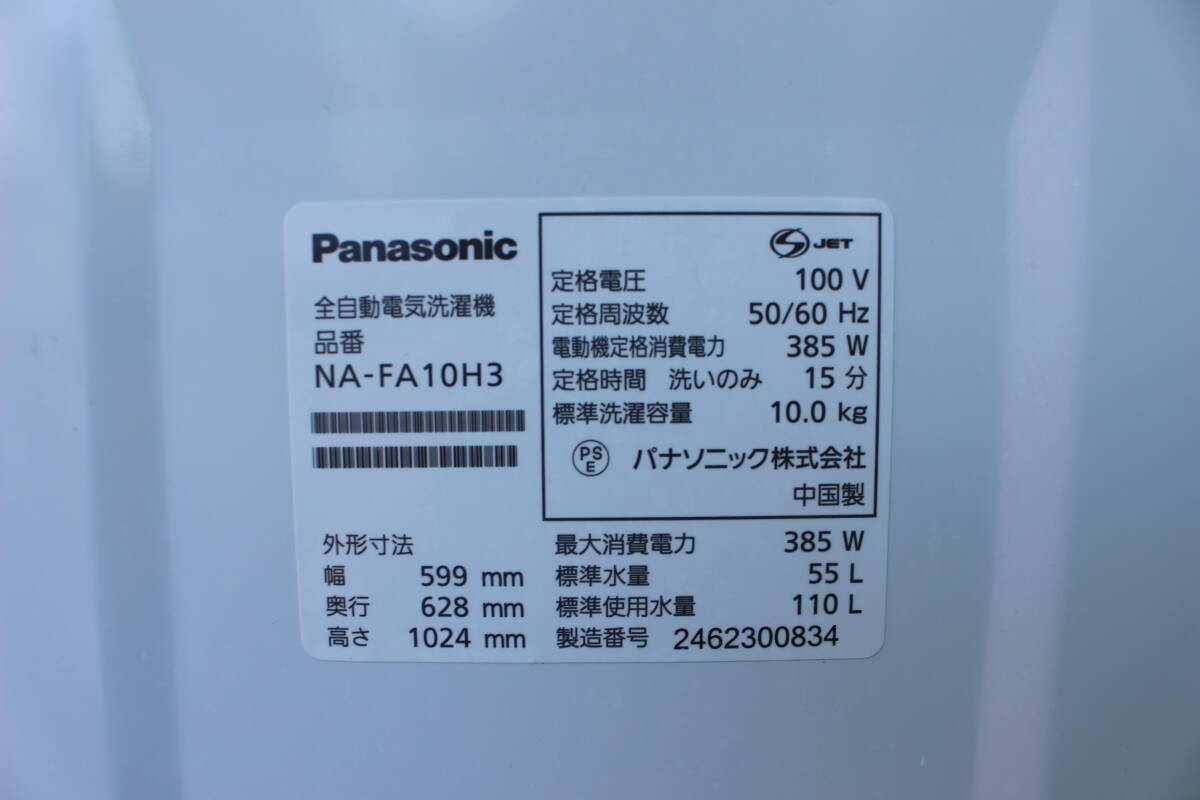 Panasonic
全自動電気洗濯機
品番
NA-FA10H3
外形寸法
幅 599 mm
奥行 628 mm
高さ 1024 mm
S JET
定格電圧 100 V
定格周波数 50/60 Hz
電動機定格消費電力 385 W
定格時間 洗いのみ 15 分
標準洗濯容量 10.0 kg
PS E パナソニック株式会社
中国製
最大消費電力 385 W
標準水量 55 L
標準使用水量 110 L
製造番号 2462300834